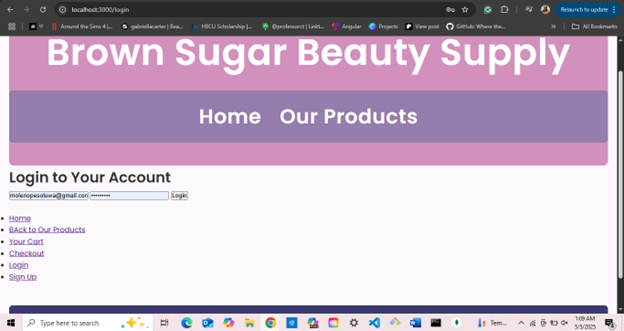 localhost:3000/login
Relaunch to update
Around the Sims 4 |...
gabriellacarter | Bea...
HBCU Scholarship |...
@professorct | Linkt...
Angular
Projects
View post
GitHub: Where the...
All Bookmarks
Brown Sugar Beauty Supply
Home Our Products
Login to Your Account
molenopesoluwa@gmail.con ••••••••• Login
Home
BAck to Our Products
Your Cart
Checkout
Login
Sign Up
Type here to search
Tem...
1:09 AM
5/5/2025